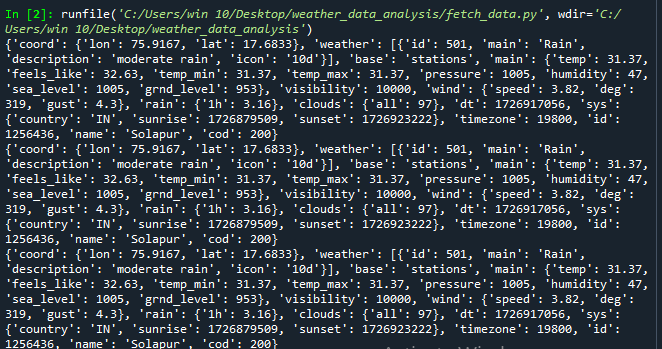 In [2]: runfile('C:/Users/win 10/Desktop/weather_data_analysis/fetch_data.py', wdir='C:/
Users/win 10/Desktop/weather_data_analysis')
{'coord': {'lon': 75.9167, 'lat': 17.6833}, 'weather': [{'id': 501, 'main': 'Rain',
'description': 'moderate rain', 'icon': '10d'}], 'base': 'stations', 'main': {'temp': 31.37,
'feels_like': 32.63, 'temp_min': 31.37, 'temp_max': 31.37, 'pressure': 1005, 'humidity': 47,
'sea_level': 1005, 'grnd_level': 953}, 'visibility': 10000, 'wind': {'speed': 3.82, 'deg':
319, 'gust': 4.3}, 'rain': {'1h': 3.16}, 'clouds': {'all': 97}, 'dt': 1726917056, 'sys':
{'country': 'IN', 'sunrise': 1726879509, 'sunset': 1726923222}, 'timezone': 19800, 'id':
1256436, 'name': 'Solapur', 'cod': 200}
{'coord': {'lon': 75.9167, 'lat': 17.6833}, 'weather': [{'id': 501, 'main': 'Rain',
'description': 'moderate rain', 'icon': '10d'}], 'base': 'stations', 'main': {'temp': 31.37,
'feels_like': 32.63, 'temp_min': 31.37, 'temp_max': 31.37, 'pressure': 1005, 'humidity': 47,
'sea_level': 1005, 'grnd_level': 953}, 'visibility': 10000, 'wind': {'speed': 3.82, 'deg':
319, 'gust': 4.3}, 'rain': {'1h': 3.16}, 'clouds': {'all': 97}, 'dt': 1726917056, 'sys':
{'country': 'IN', 'sunrise': 1726879509, 'sunset': 1726923222}, 'timezone': 19800, 'id':
1256436, 'name': 'Solapur', 'cod': 200}
{'coord': {'lon': 75.9167, 'lat': 17.6833}, 'weather': [{'id': 501, 'main': 'Rain',
'description': 'moderate rain', 'icon': '10d'}], 'base': 'stations', 'main': {'temp': 31.37,
'feels_like': 32.63, 'temp_min': 31.37, 'temp_max': 31.37, 'pressure': 1005, 'humidity': 47,
'sea_level': 1005, 'grnd_level': 953}, 'visibility': 10000, 'wind': {'speed': 3.82, 'deg':
319, 'gust': 4.3}, 'rain': {'1h': 3.16}, 'clouds': {'all': 97}, 'dt': 1726917056, 'sys':
{'country': 'IN', 'sunrise': 1726879509, 'sunset': 1726923222}, 'timezone': 19800, 'id':
1256436, 'name': 'Solapur', 'cod': 200}